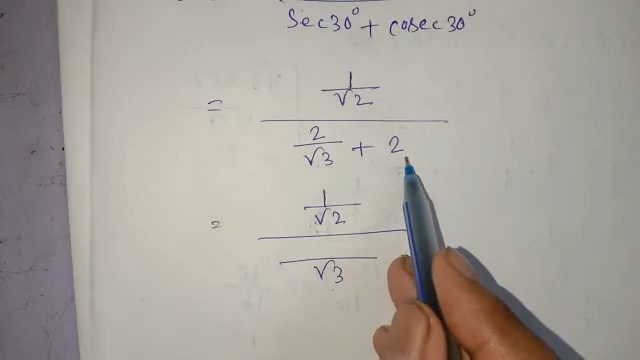 sec30° + cosec30°
= 1/√2
2/√3 + 2
= 1/√2
√3